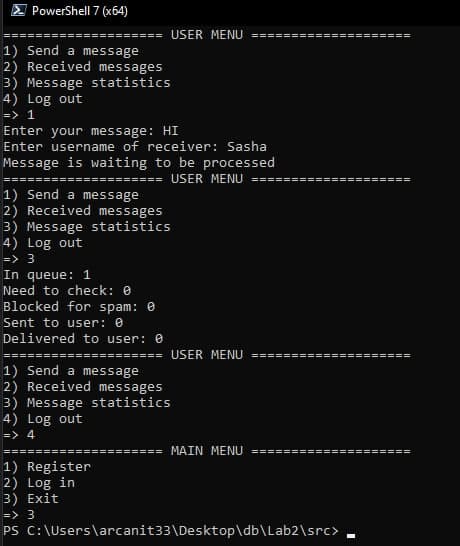 PowerShell 7 (x64)
==================== USER MENU ====================
1) Send a message
2) Received messages
3) Message statistics
4) Log out
=> 1
Enter your message: HI
Enter username of receiver: Sasha
Message is waiting to be processed
==================== USER MENU ====================
1) Send a message
2) Received messages
3) Message statistics
4) Log out
=> 3
In queue: 1
Need to check: 0
Blocked for spam: 0
Sent to user: 0
Delivered to user: 0
==================== USER MENU ====================
1) Send a message
2) Received messages
3) Message statistics
4) Log out
=> 4
==================== MAIN MENU ====================
1) Register
2) Log in
3) Exit
=> 3
PS C:\Users\arcanit33\Desktop\db\Lab2\src>